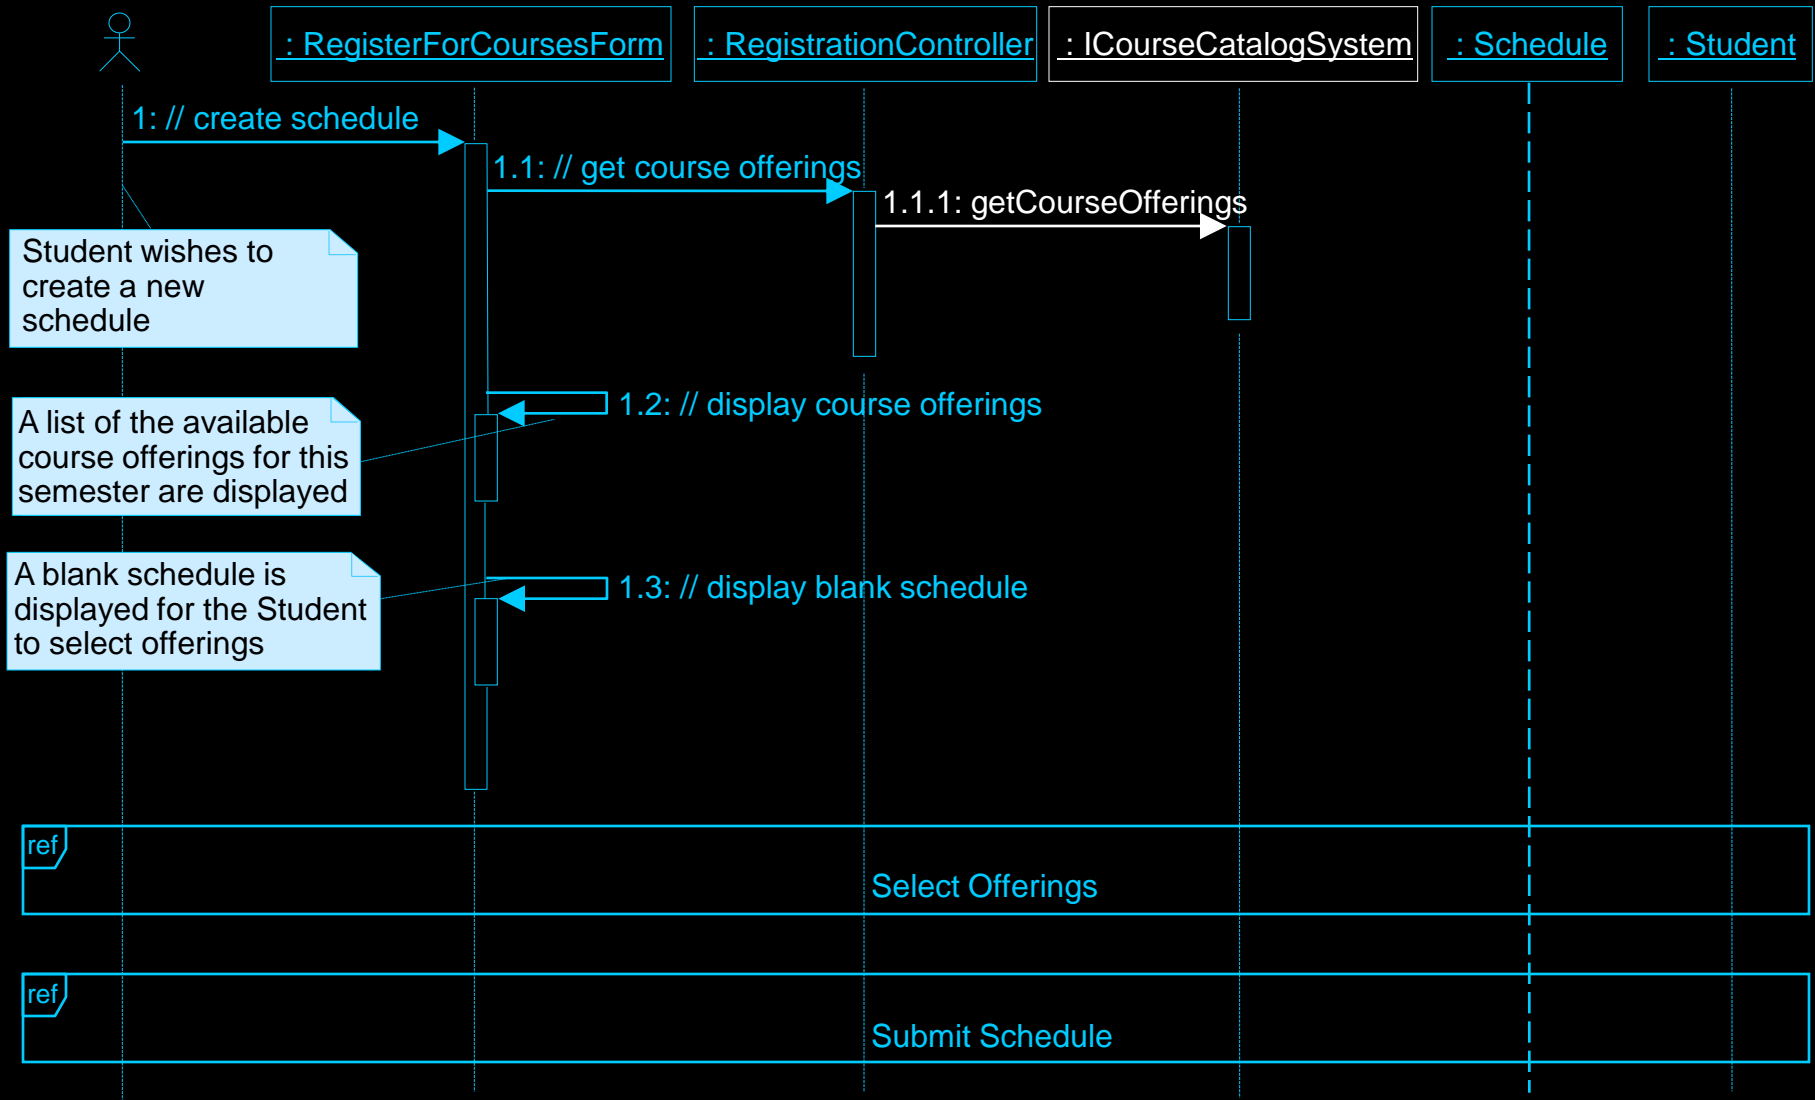 : RegisterForCoursesForm
: RegistrationController
: ICourseCatalogSystem
: Schedule
: Student
1: // create schedule
1.1: // get course offerings
1.1.1: getCourseOfferings
Student wishes to
create a new
schedule
1.2: // display course offerings
A list of the available
course offerings for this
semester are displayed
1.3: // display blank schedule
A blank schedule is
displayed for the Student
to select offerings
ref
Select Offerings
ref
Submit Schedule